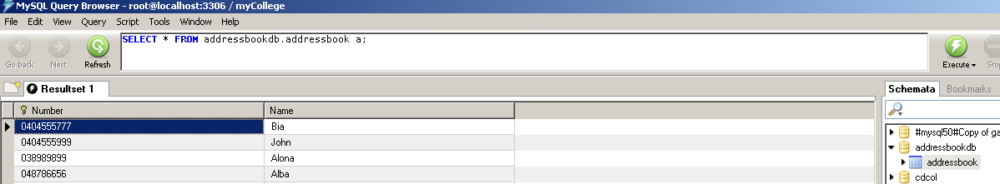 MySQL Query Browser - root@localhost:3306 / myCollege
File Edit View Query Script Tools Window Help
SELECT * FROM addressbookdb.addressbook a;
Go back Next Refresh Execute Stop
Resultset 1 Schemata Bookmarks
Number Name
0404555777 Bia
0404555999 John
038989899 Alona
048786656 Alba
#mysql50#Copy of ga
addressbookdb
addressbook
cdcol